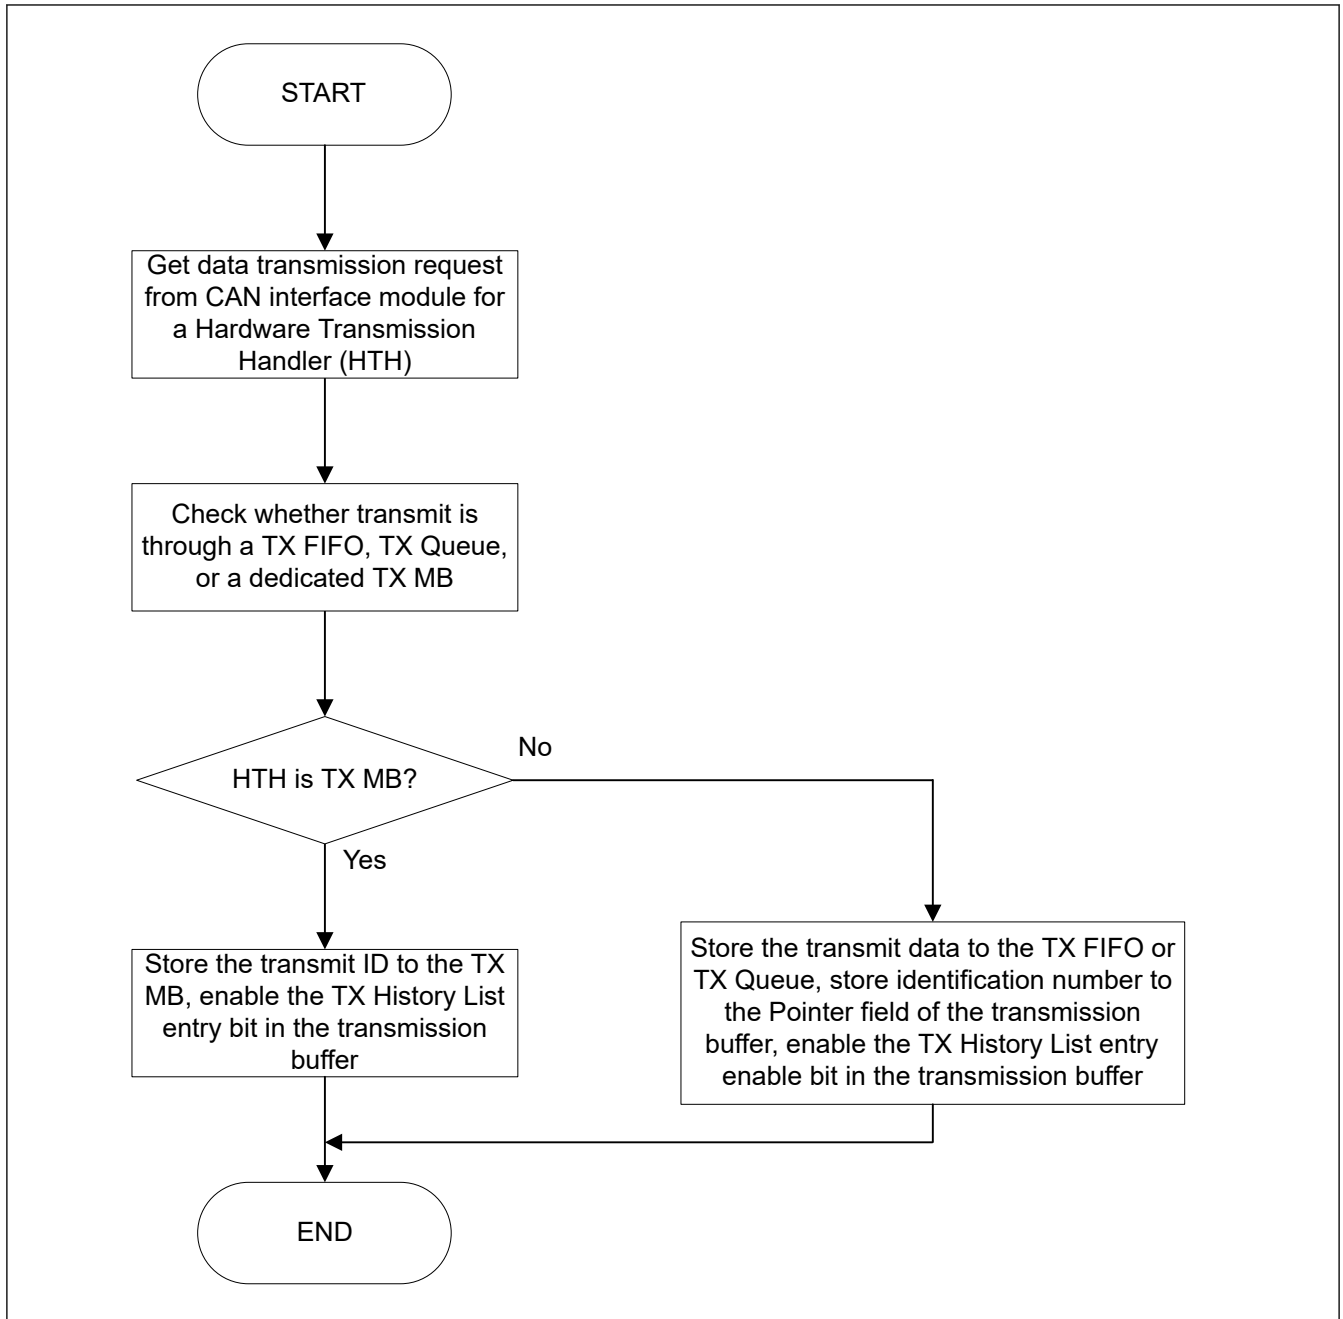 START
Get data transmission request
from CAN interface module for
a Hardware Transmission
Handler (HTH)
Check whether transmit is
through a TX FIFO, TX Queue,
or a dedicated TX MB
HTH is TX MB?
No
Yes
Store the transmit ID to the TX
MB, enable the TX History List
entry bit in the transmission
buffer
Store the transmit data to the TX FIFO or
TX Queue, store identification number to
the Pointer field of the transmission
buffer, enable the TX History List entry
enable bit in the transmission buffer
END